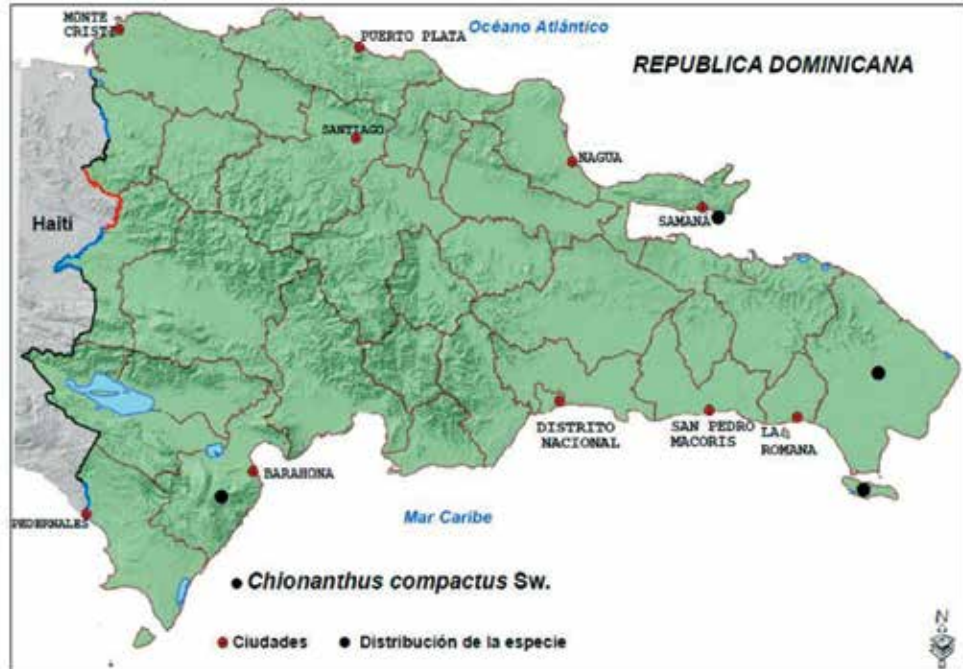 MONTE
CRISTI
PUERTO PLATA
Océano Atlántico
REPUBLICA DOMINICANA
SANTIAGO
NAGUA
Haití
SAMANA
DISTRITO
NACIONAL
SAN PEDRO
MACORIS
LA
ROMANA
BARAHONA
PEDERNALES
Mar Caribe
Chionanthus compactus Sw.
Ciudades
Distribución de la especie
N